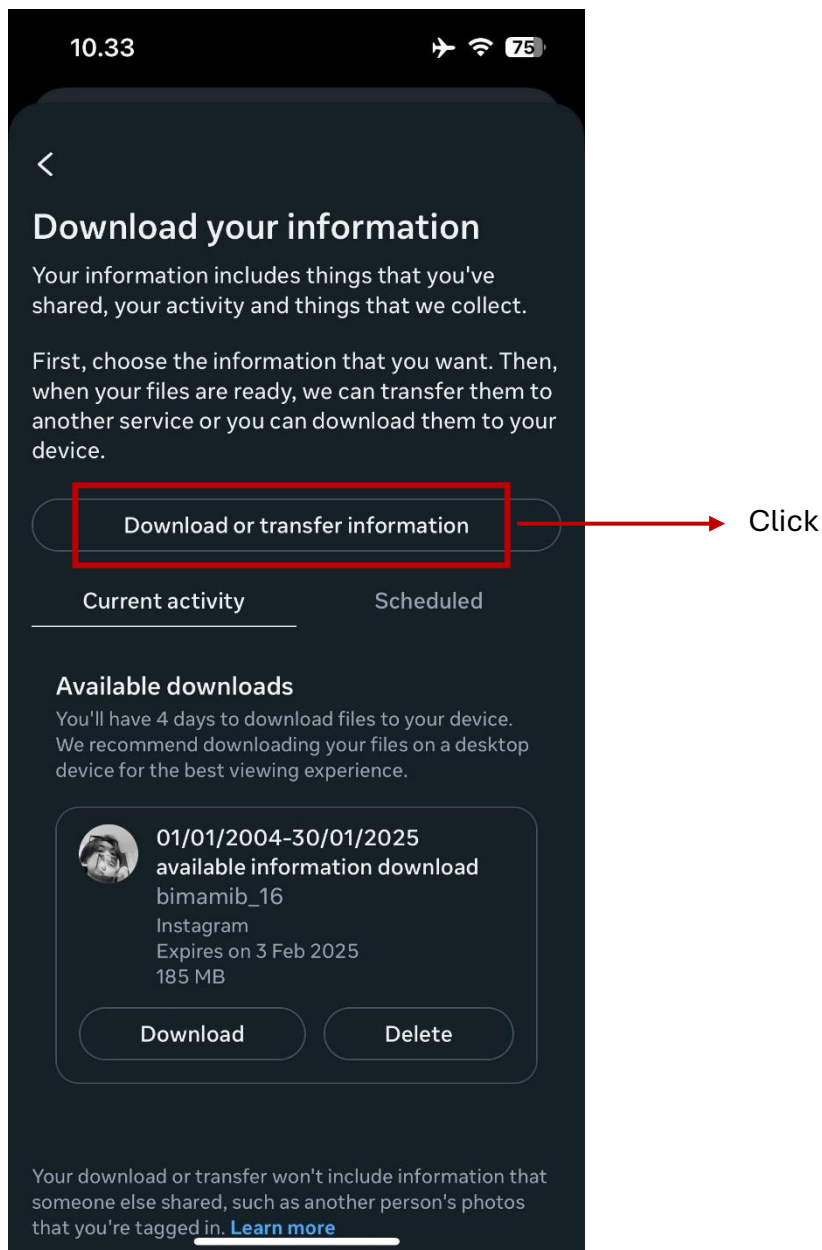 10.33
75
Download your information
Your information includes things that you've
shared, your activity and things that we collect.
First, choose the information that you want. Then,
when your files are ready, we can transfer them to
another service or you can download them to your
device.
Download or transfer information
Click
Current activity
Scheduled
Available downloads
You'll have 4 days to download files to your device.
We recommend downloading your files on a desktop
device for the best viewing experience.
01/01/2004-30/01/2025
available information download
bimamib_16
Instagram
Expires on 3 Feb 2025
185 MB
Download
Delete
Your download or transfer won't include information that
someone else shared, such as another person's photos
that you're tagged in. Learn more